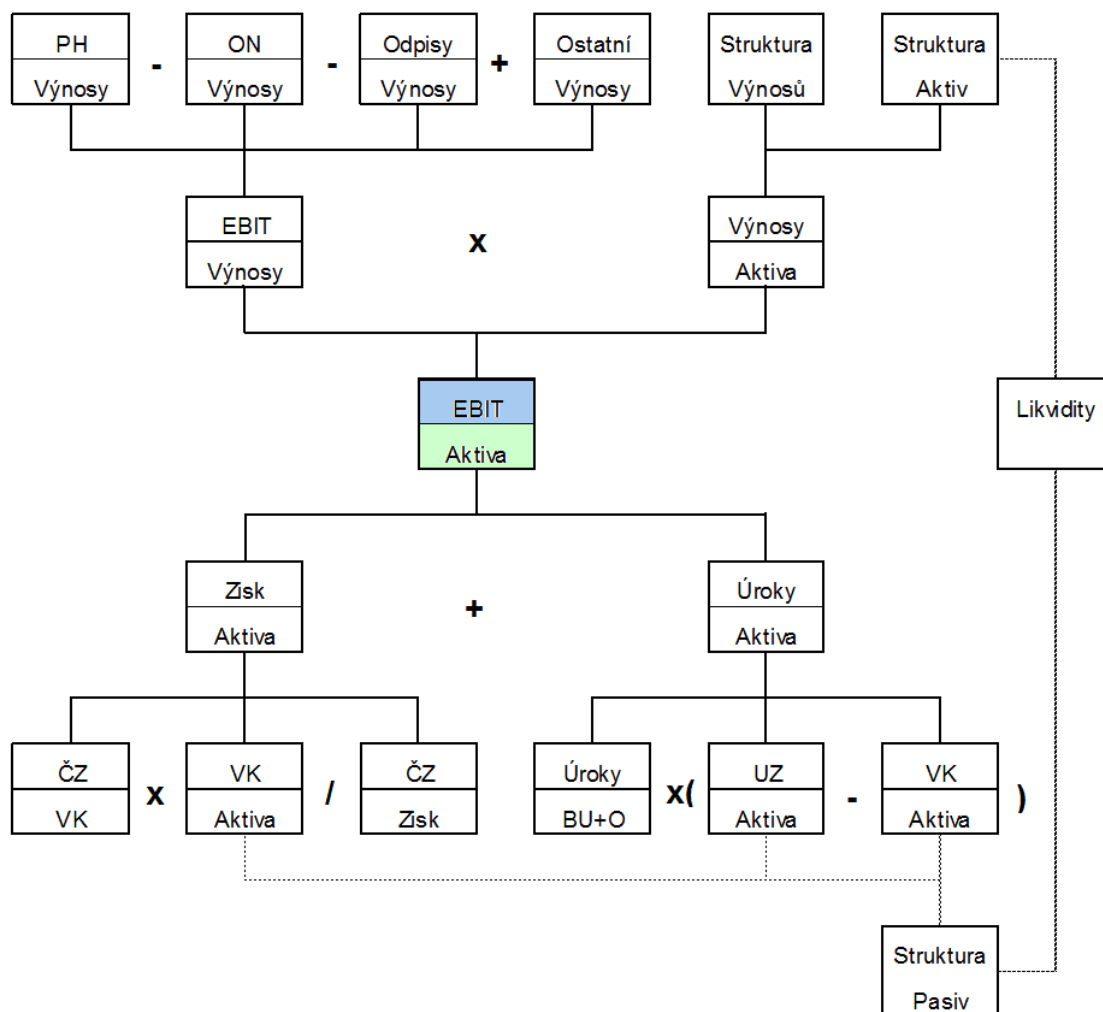 PH - ON - Odpisy + Ostatní Struktura Struktura
Výnosy Výnosy Výnosy Výnosy Výnosů Aktiv
EBIT x Výnosy
Výnosy Aktiva
EBIT Likvidity
Aktiva
Zisk + Úroky
Aktiva Aktiva
ČZ x VK / ČZ Úroky x( UZ - VK )
VK Aktiva Zisk BU+O Aktiva Aktiva
Struktura
Pasiv